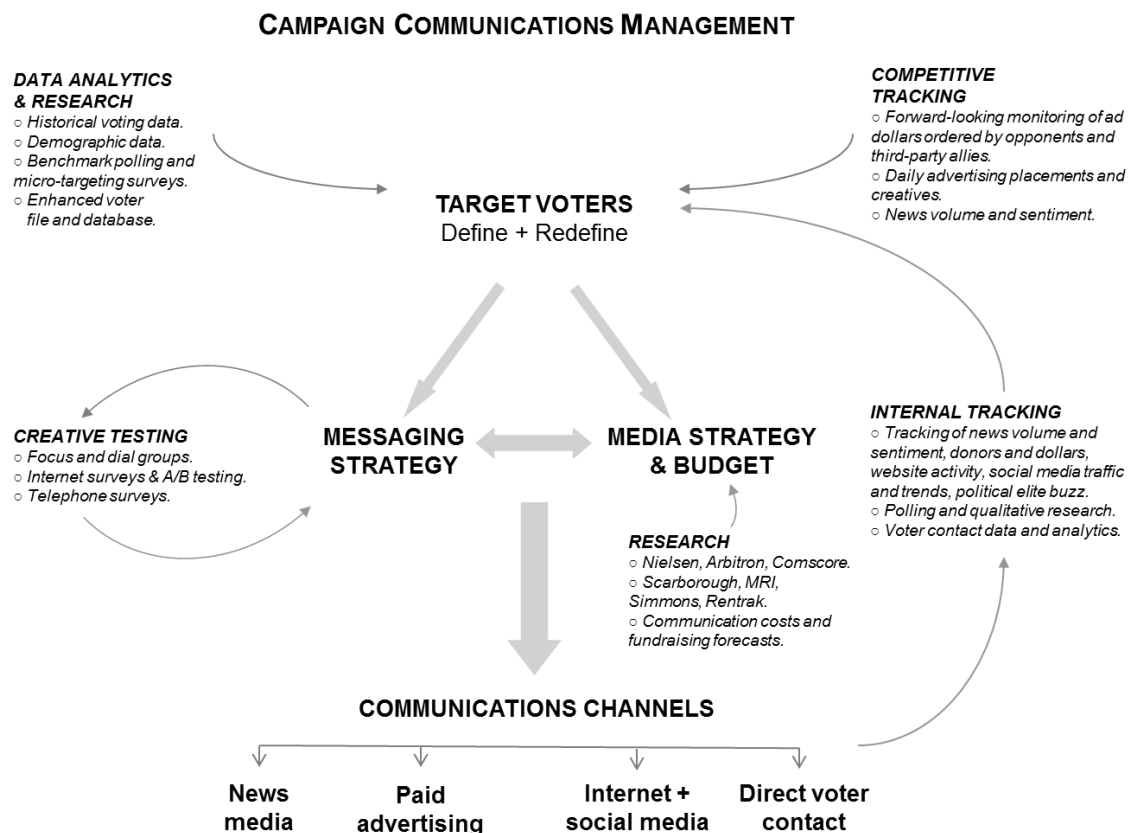 CAMPAIGN COMMUNICATIONS MANAGEMENT
DATA ANALYTICS
& RESEARCH
○ Historical voting data.
○ Demographic data.
○ Benchmark polling and
micro-targeting surveys.
○ Enhanced voter
file and database.
COMPETITIVE
TRACKING
○ Forward-looking monitoring of ad
dollars ordered by opponents and
third-party allies.
○ Daily advertising placements and
creatives.
○ News volume and sentiment.
TARGET VOTERS
Define + Redefine
CREATIVE TESTING
○ Focus and dial groups.
○ Internet surveys & A/B testing.
○ Telephone surveys.
MESSAGING
STRATEGY
MEDIA STRATEGY
& BUDGET
INTERNAL TRACKING
○ Tracking of news volume and
sentiment, donors and dollars,
website activity, social media traffic
and trends, political elite buzz.
○ Polling and qualitative research.
○ Voter contact data and analytics.
RESEARCH
○ Nielsen, Arbitron, Comscore.
○ Scarborough, MRI,
Simmons, Rentrak.
○ Communication costs and
fundraising forecasts.
COMMUNICATIONS CHANNELS
News
media
Paid
advertising
Internet +
social media
Direct voter
contact